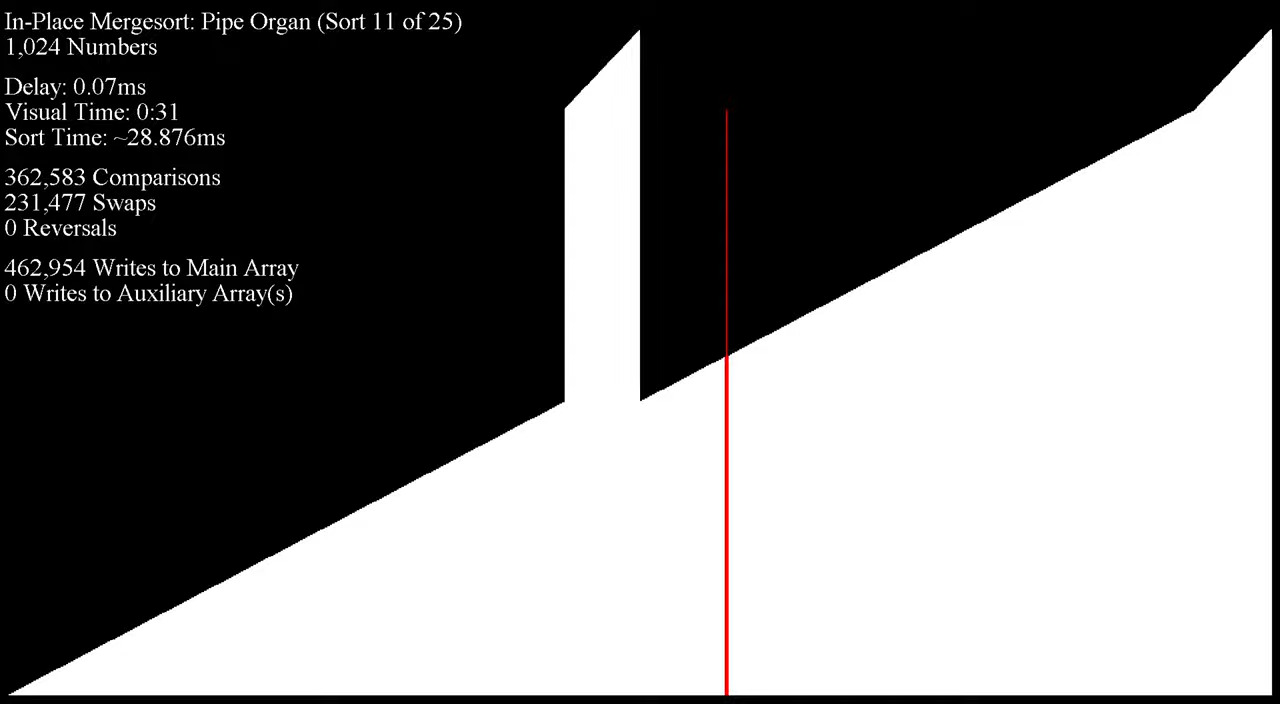 In-Place Mergesort: Pipe Organ (Sort 11 of 25)
1,024 Numbers
Delay: 0.07ms
Visual Time: 0:31
Sort Time: ~28.876ms
362,583 Comparisons
231,477 Swaps
0 Reversals
462,954 Writes to Main Array
0 Writes to Auxiliary Array(s)